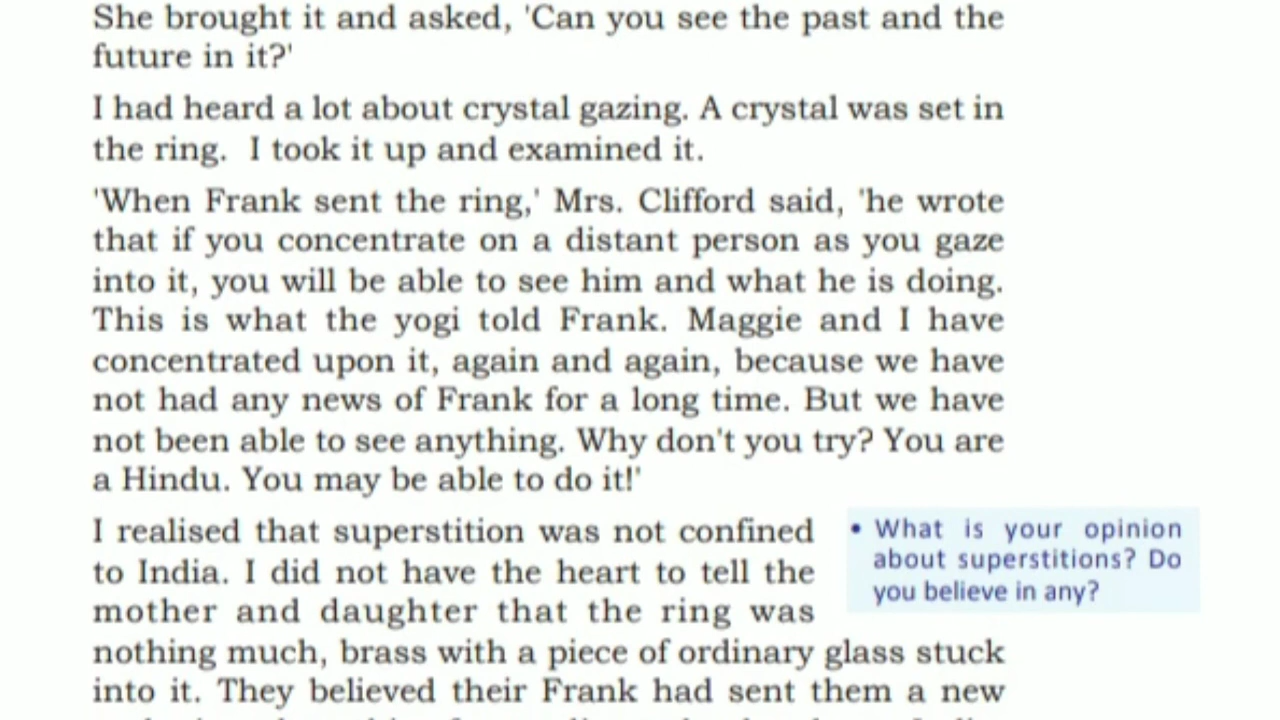 She brought it and asked, 'Can you see the past and the
future in it?'
I had heard a lot about crystal gazing. A crystal was set in
the ring. I took it up and examined it.
'When Frank sent the ring,' Mrs. Clifford said, 'he wrote
that if you concentrate on a distant person as you gaze
into it, you will be able to see him and what he is doing.
This is what the yogi told Frank. Maggie and I have
concentrated upon it, again and again, because we have
not had any news of Frank for a long time. But we have
not been able to see anything. Why don't you try? You are
a Hindu. You may be able to do it!'
I realised that superstition was not confined
to India. I did not have the heart to tell the
mother and daughter that the ring was
nothing much, brass with a piece of ordinary glass stuck
into it. They believed their Frank had sent them a new
• What is your opinion
about superstitions? Do
you believe in any?